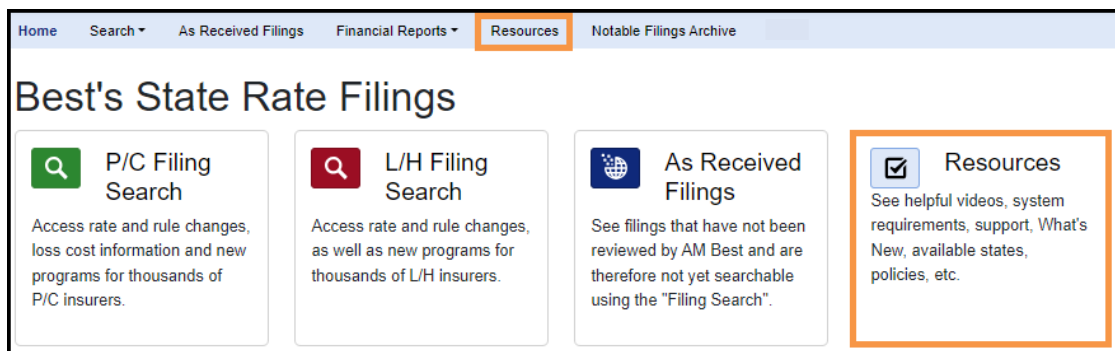 Home Search As Received Filings Financial Reports Resources Notable Filings Archive
Best's State Rate Filings
P/C Filing
Search
Access rate and rule changes,
loss cost information and new
programs for thousands of
P/C insurers.
L/H Filing
Search
Access rate and rule changes,
as well as new programs for
thousands of L/H insurers.
As Received
Filings
See filings that have not been
reviewed by AM Best and are
therefore not yet searchable
using the "Filing Search".
Resources
See helpful videos, system
requirements, support, What's
New, available states,
policies, etc.